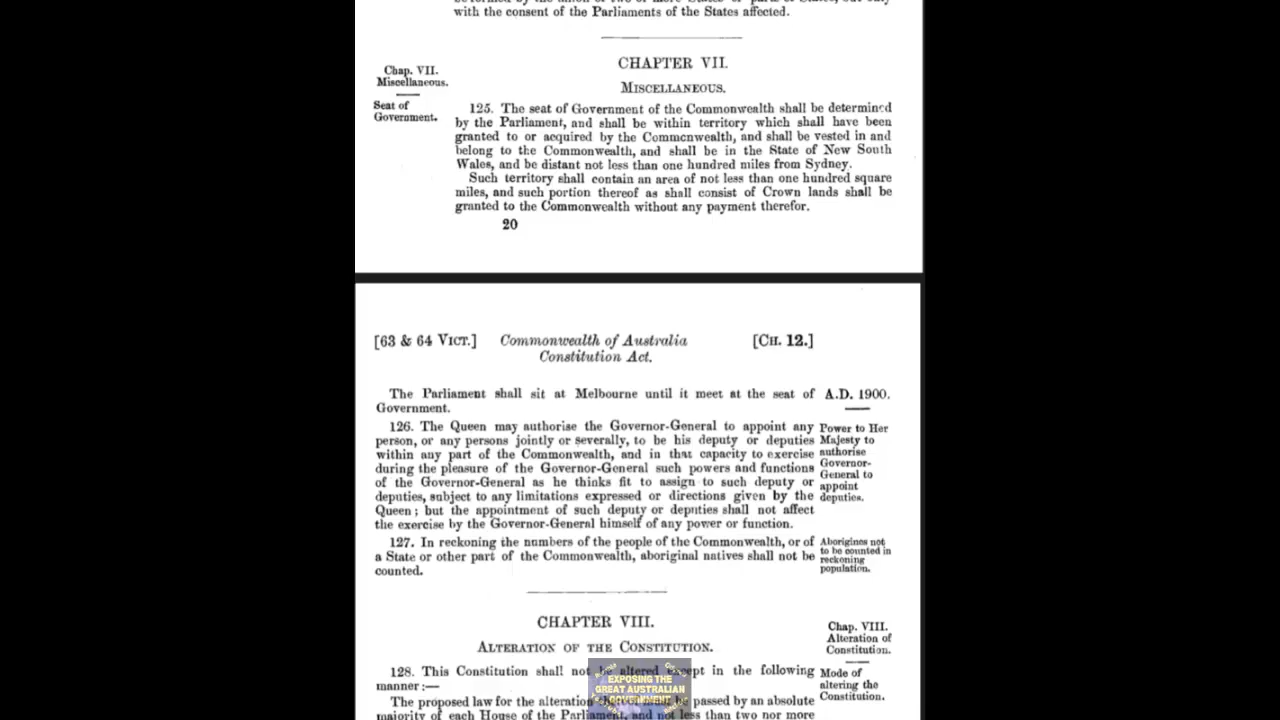 with the consent of the Parliaments of the States affected.
CHAPTER VII.
Chap. VII.
Miscellaneous.
MISCELLANEOUS.
Seat of
Government.
125. The seat of Government of the Commonwealth shall be determined
by the Parliament, and shall be within territory which shall have been
granted to or acquired by the Commonwealth, and shall be vested in and
belong to the Commonwealth, and shall be in the State of New South
Wales, and be distant not less than one hundred miles from Sydney.
Such territory shall contain an area of not less than one hundred square
miles, and such portion thereof as shall consist of Crown lands shall be
granted to the Commonwealth without any payment therefor.
20
[63 & 64 VICT.] Commonwealth of Australia [CH. 12.]
Constitution Act.
The Parliament shall sit at Melbourne until it meet at the seat of
Government.
A.D. 1900.
126. The Queen may authorise the Governor-General to appoint any
person, or any persons jointly or severally, to be his deputy or deputies
within any part of the Commonwealth, and in that capacity to exercise
during the pleasure of the Governor-General such powers and functions
of the Governor-General as he thinks fit to assign to such deputy or
deputies, subject to any limitations expressed or directions given by the
Queen; but the appointment of such deputy or deputies shall not affect
the exercise by the Governor-General himself of any power or function.
Power to Her
Majesty to
authorise
Governor-
General to
appoint
deputies.
127. In reckoning the numbers of the people of the Commonwealth, or of
a State or other part of the Commonwealth, aboriginal natives shall not be
counted.
Aborigines not
to be counted in
reckoning
population.
CHAPTER VIII.
Chap. VIII.
Alteration of
Constitution.
ALTERATION OF THE CONSTITUTION.
128. This Constitution shall not be altered except in the following
manner:—
Mode of
altering the
Constitution.
The proposed law for the alteration be passed by an absolute
majority of each House of the Parliament, and not less than two nor more
EXPOSING THE
GREAT AUSTRALIAN
GOVERNMENT